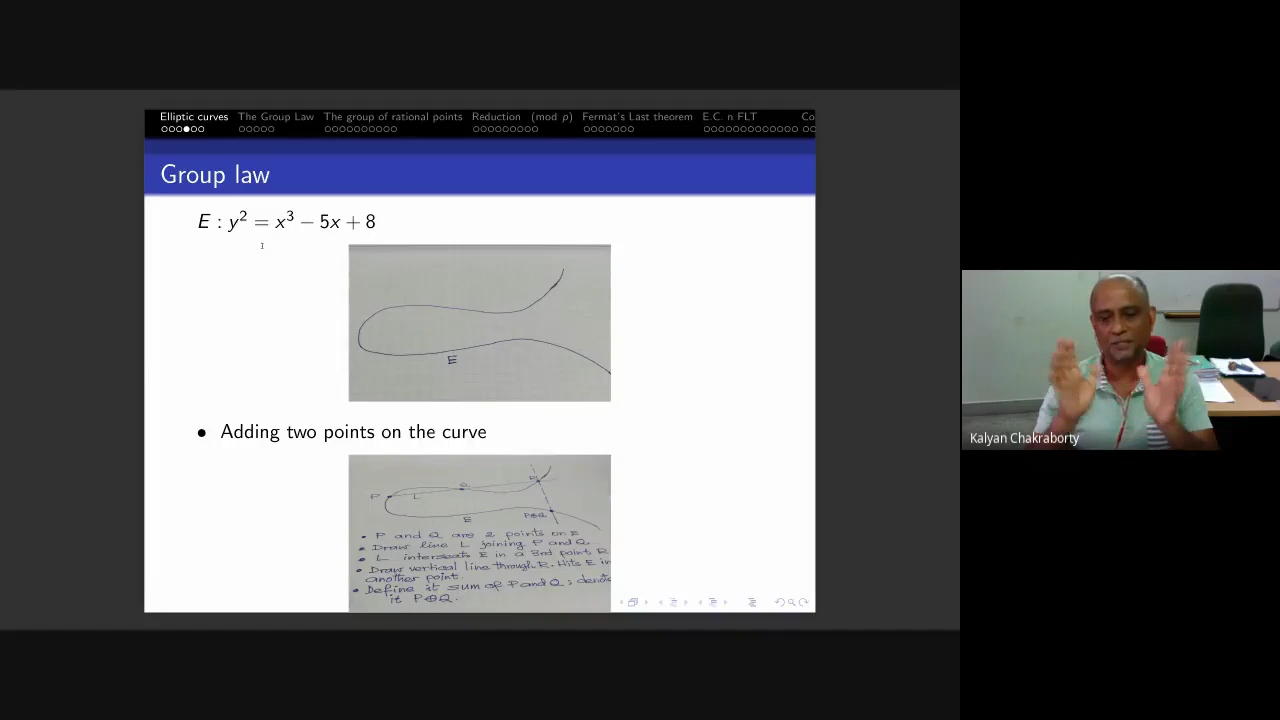 Elliptic curves The Group Law The group of rational points Reduction (mod p) Fermat's Last theorem E.C. n FLT Co
Group law
E : y² = x³ − 5x + 8
E
• Adding two points on the curve
P L Q R
E P⊕Q
• P and Q are 2 points on E
• Draw line L joining P and Q
• L intersects E in a 3rd point R
• Draw vertical line through R. Hits E in
another point.
• Define it sum of P and Q; denote
it P⊕Q.
Kalyan Chakraborty